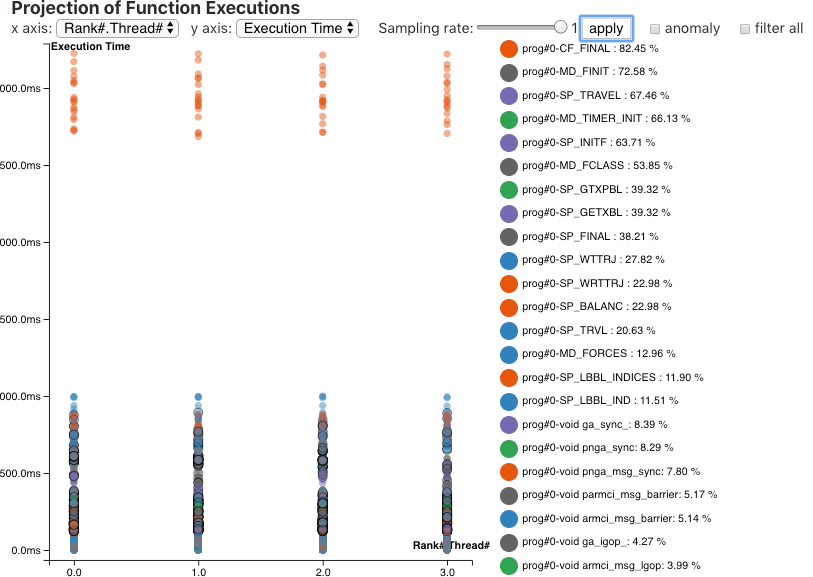 Projection of Function Executions
x axis: Rank#.Thread# y axis: Execution Time Sampling rate: 1 apply anomaly filter all
Execution Time
000.0ms
500.0ms
000.0ms
500.0ms
000.0ms
500.0ms
0.0ms
0.0 1.0 2.0 3.0
Rank#.Thread#
prog#0-CF_FINAL : 82.45 %
prog#0-MD_FINIT : 72.58 %
prog#0-SP_TRAVEL : 67.46 %
prog#0-MD_TIMER_INIT : 66.13 %
prog#0-SP_INITF : 63.71 %
prog#0-MD_FCLASS : 53.85 %
prog#0-SP_GTXPBL : 39.32 %
prog#0-SP_GETXBL : 39.32 %
prog#0-SP_FINAL : 38.21 %
prog#0-SP_WTTRJ : 27.82 %
prog#0-SP_WRTTRJ : 22.98 %
prog#0-SP_BALANC : 22.98 %
prog#0-SP_TRVL : 20.63 %
prog#0-MD_FORCES : 12.96 %
prog#0-SP_LBBL_INDICES : 11.90 %
prog#0-SP_LBBL_IND : 11.51 %
prog#0-void ga_sync_: 8.39 %
prog#0-void pnga_sync: 8.29 %
prog#0-void pnga_msg_sync: 7.80 %
prog#0-void parmci_msg_barrier: 5.17 %
prog#0-void armci_msg_barrier: 5.14 %
prog#0-void ga_igop_: 4.27 %
prog#0-void armci_msg_lgop: 3.99 %